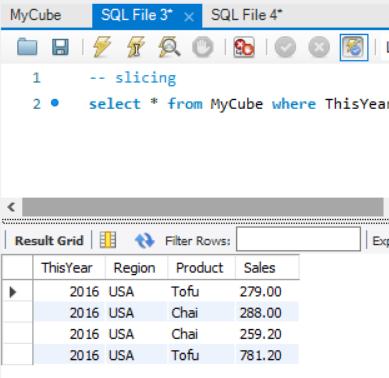 MyCube SQL File 3* × SQL File 4*
1 -- slicing
2 select * from MyCube where ThisYear
Result Grid Filter Rows: Exp
ThisYear Region Product Sales
2016 USA Tofu 279.00
2016 USA Chai 288.00
2016 USA Chai 259.20
2016 USA Tofu 781.20